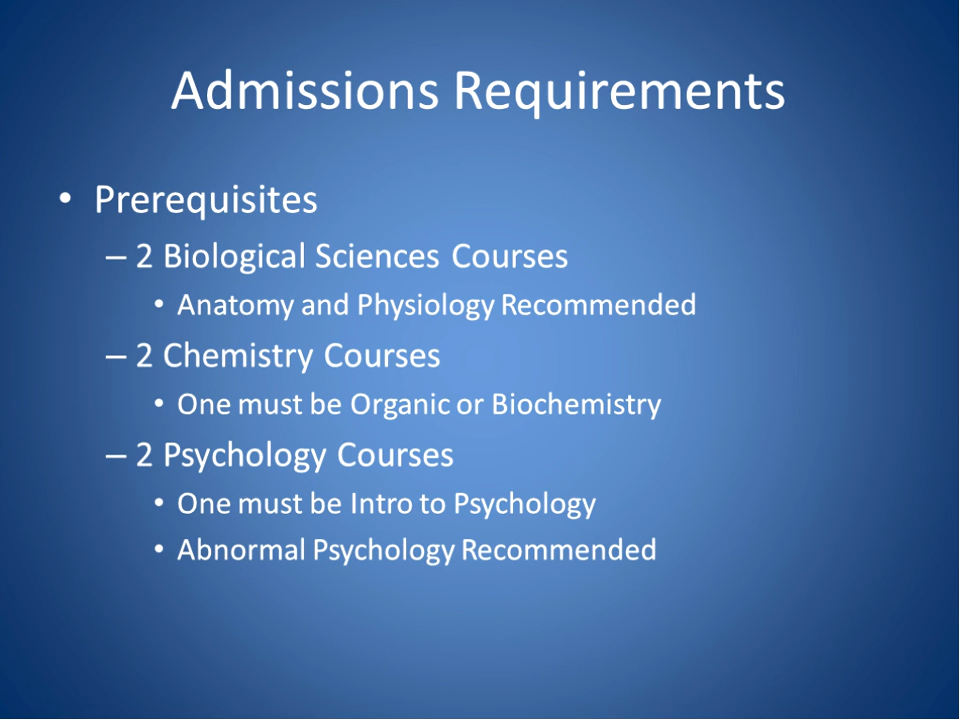 Admissions Requirements
• Prerequisites
– 2 Biological Sciences Courses
• Anatomy and Physiology Recommended
– 2 Chemistry Courses
• One must be Organic or Biochemistry
– 2 Psychology Courses
• One must be Intro to Psychology
• Abnormal Psychology Recommended